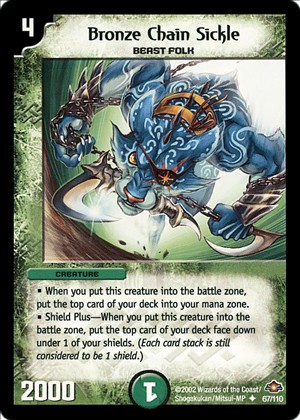 4
Bronze Chain Sickle
BEAST FOLK
CREATURE
▪ When you put this creature into the battle zone,
put the top card of your deck into your mana zone.
▪ Shield Plus—When you put this creature into the
battle zone, put the top card of your deck face down
under 1 of your shields. (Each card stack is still
considered to be 1 shield.)
2000
1
©2002 Wizards of the Coast/
Shogakukan/Mitsui-MP ♦ 67/110